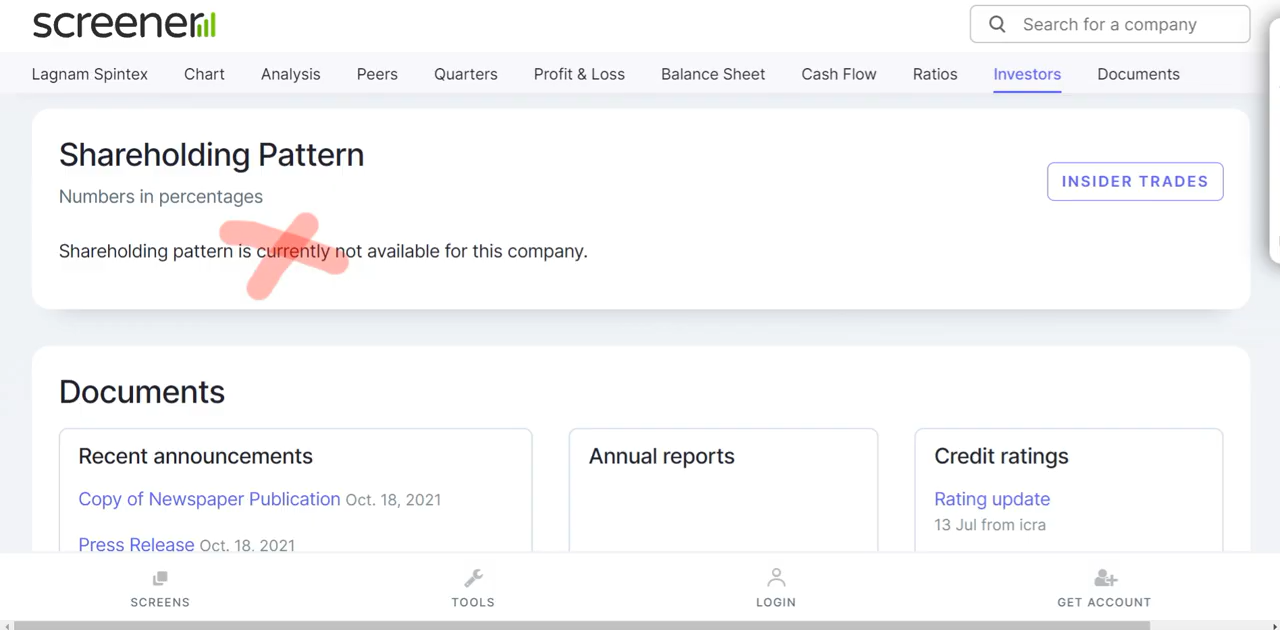 screener
Search for a company
Lagnam Spintex Chart Analysis Peers Quarters Profit & Loss Balance Sheet Cash Flow Ratios Investors Documents
Shareholding Pattern
Numbers in percentages
INSIDER TRADES
Shareholding pattern is currently not available for this company.
Documents
Recent announcements
Copy of Newspaper Publication Oct. 18, 2021
Press Release Oct. 18, 2021
Annual reports
Credit ratings
Rating update
13 Jul from icra
SCREENS TOOLS LOGIN GET ACCOUNT